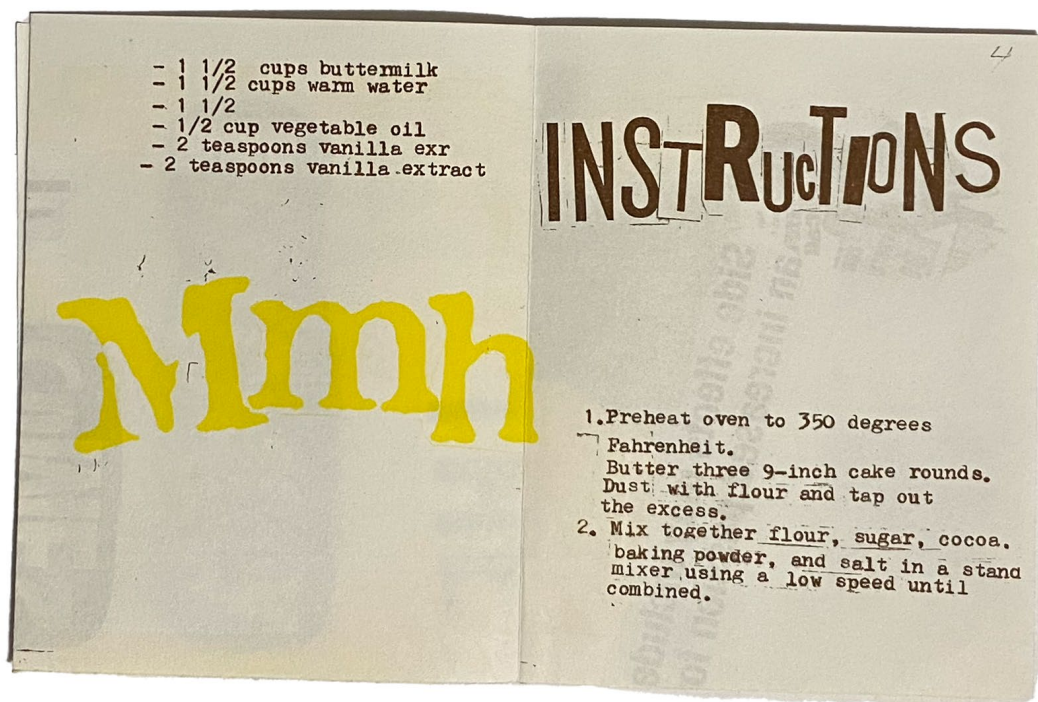 - 1 1/2 cups buttermilk
- 1 1/2 cups warm water
- 1 1/2
- 1/2 cup vegetable oil
- 2 teaspoons vanilla exr
- 2 teaspoons vanilla extract
Mmh
4
INSTRUCTIONS
1.Preheat oven to 350 degrees
Fahrenheit.
Butter three 9-inch cake rounds.
Dust with flour and tap out
the excess.
2. Mix together flour, sugar, cocoa.
baking powder, and salt in a stand
mixer using a low speed until
combined.